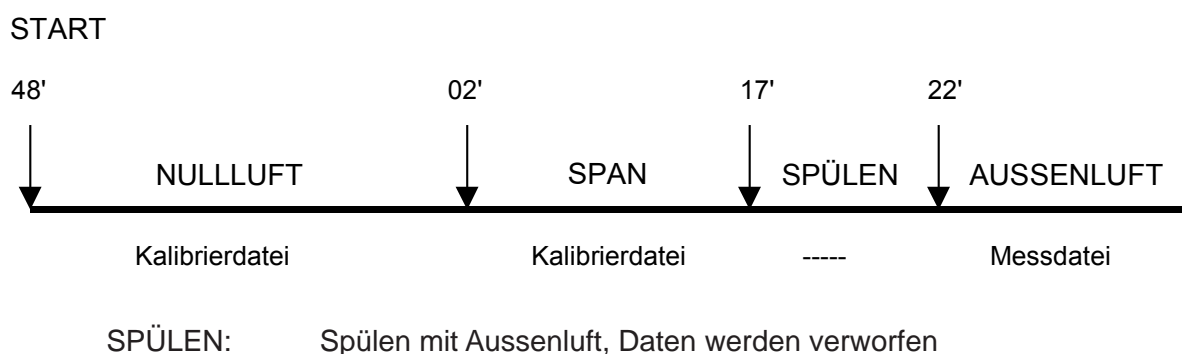 START
48' 02' 17' 22'
NULLLUFT SPAN SPÜLEN AUSSENLUFT
Kalibrierdatei Kalibrierdatei ----- Messdatei
SPÜLEN: Spülen mit Aussenluft, Daten werden verworfen